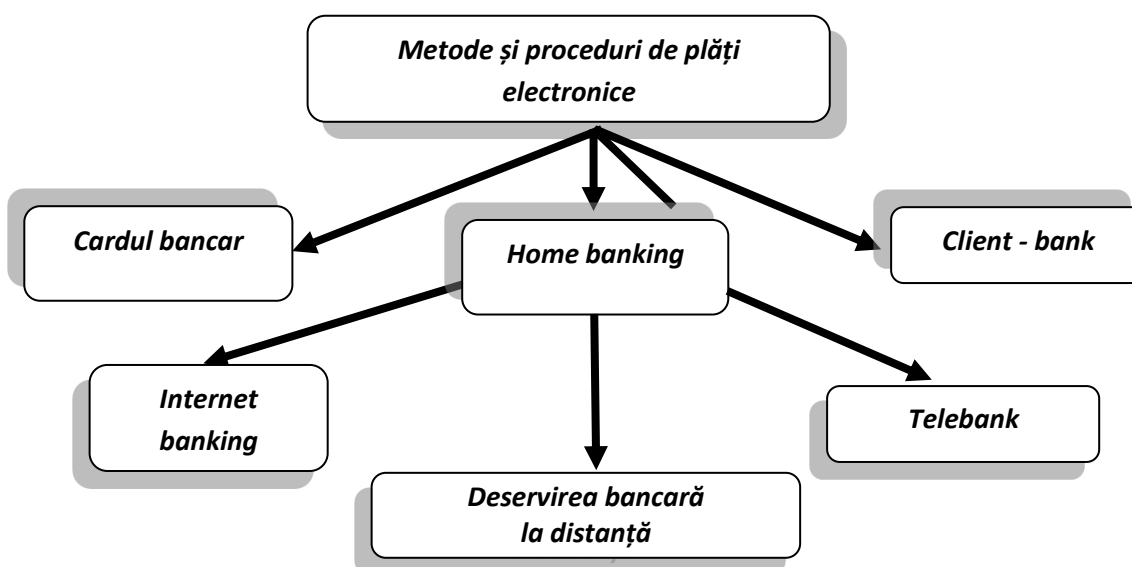 Metode și proceduri de plăți
electronice
Cardul bancar
Home banking
Client - bank
Internet
banking
Telebank
Deservirea bancară
la distanță